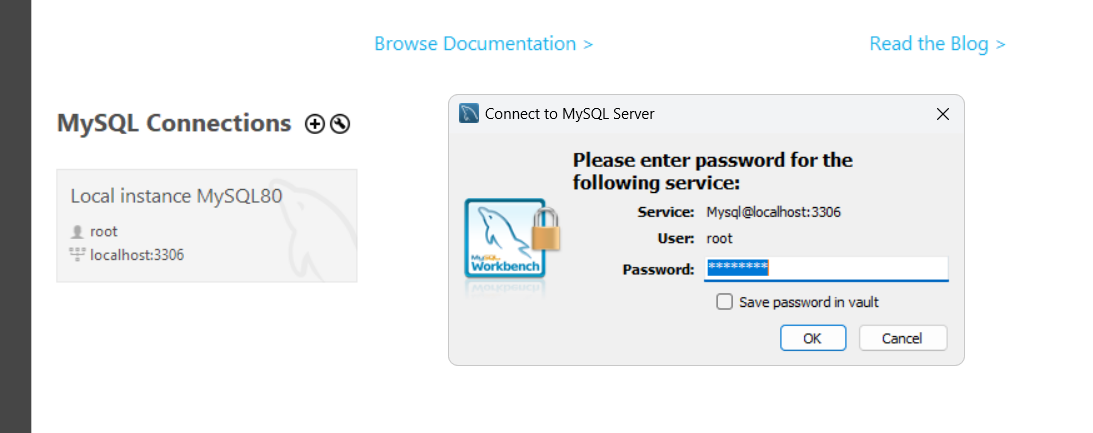 Browse Documentation >
Read the Blog >
MySQL Connections
Local instance MySQL80
root
localhost:3306
Connect to MySQL Server
Please enter password for the
following service:
MySQL
Workbench
Service: Mysql@localhost:3306
User: root
Password: ********
Save password in vault
OK
Cancel